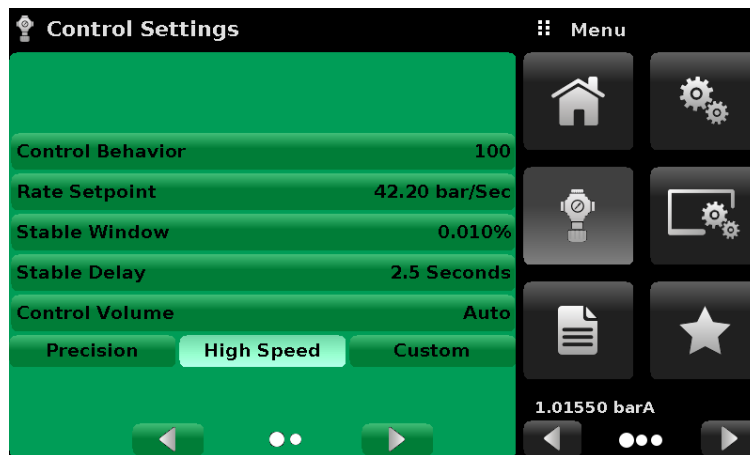 Control Settings
Menu
Control Behavior 100
Rate Setpoint 42.20 bar/Sec
Stable Window 0.010%
Stable Delay 2.5 Seconds
Control Volume Auto
Precision High Speed Custom
1.01550 barA